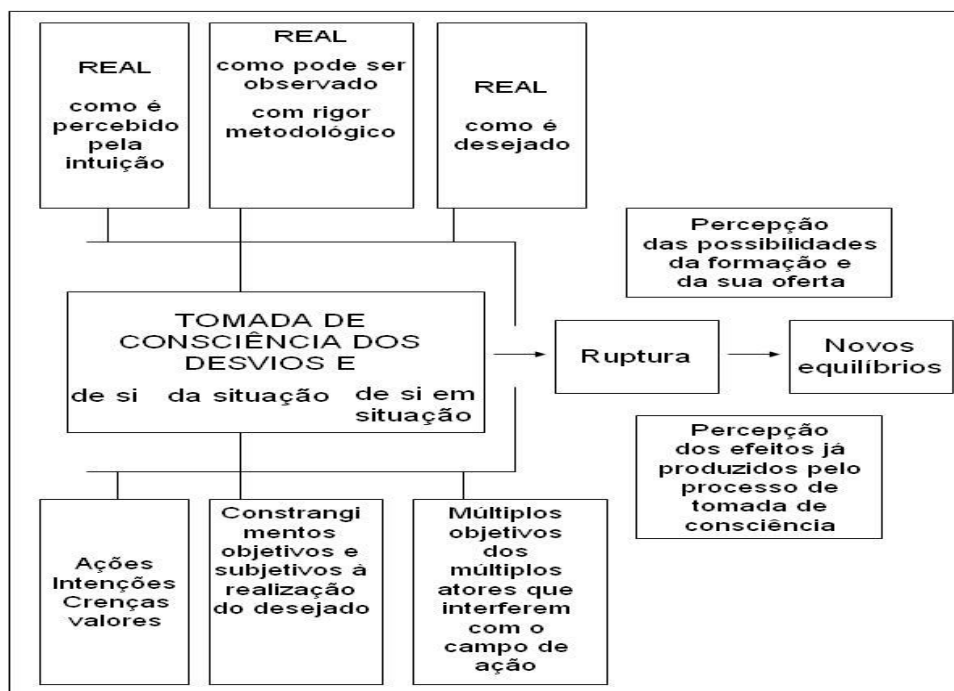 REAL
como é
percebido
pela
intuição
REAL
como pode ser
observado
com rigor
metodológico
REAL
como é
desejado
Percepção
das possibilidades
da formação e
da sua oferta
TOMADA DE
CONSCIÊNCIA DOS
DESVIOS E
de si da situação de si em
situação
Ruptura
Novos
equilíbrios
Percepção
dos efeitos já
produzidos pelo
processo de
tomada de
consciência
Ações
Intenções
Crenças
valores
Constrangi
mentos
objetivos e
subjetivos à
realização
do desejado
Múltiplos
objetivos
dos
múltiplos
atores que
interferem
com o
campo de
ação